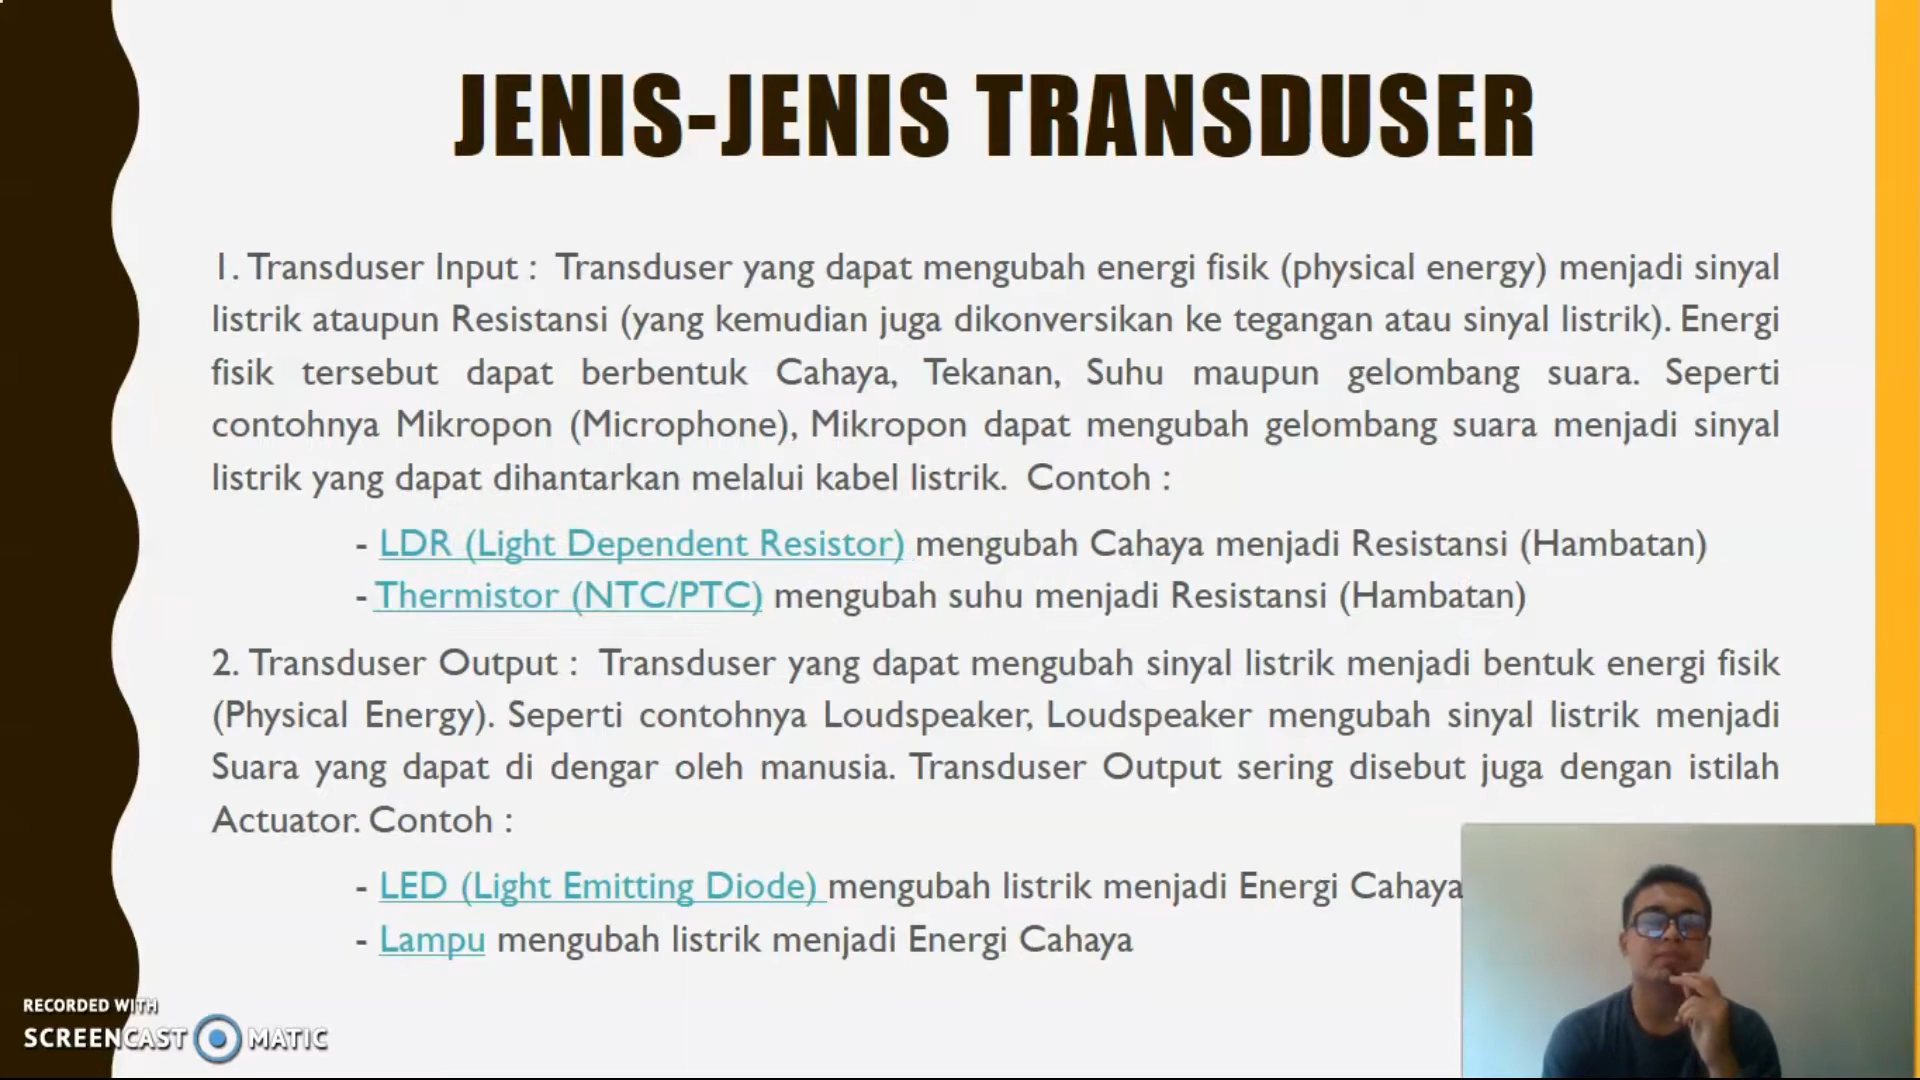 JENIS-JENIS TRANSDUSER
1. Transduser Input : Transduser yang dapat mengubah energi fisik (physical energy) menjadi sinyal
listrik ataupun Resistansi (yang kemudian juga dikonversikan ke tegangan atau sinyal listrik). Energi
fisik tersebut dapat berbentuk Cahaya, Tekanan, Suhu maupun gelombang suara. Seperti
contohnya Mikropon (Microphone), Mikropon dapat mengubah gelombang suara menjadi sinyal
listrik yang dapat dihantarkan melalui kabel listrik. Contoh :
- LDR (Light Dependent Resistor) mengubah Cahaya menjadi Resistansi (Hambatan)
- Thermistor (NTC/PTC) mengubah suhu menjadi Resistansi (Hambatan)
2. Transduser Output : Transduser yang dapat mengubah sinyal listrik menjadi bentuk energi fisik
(Physical Energy). Seperti contohnya Loudspeaker, Loudspeaker mengubah sinyal listrik menjadi
Suara yang dapat di dengar oleh manusia. Transduser Output sering disebut juga dengan istilah
Actuator. Contoh :
- LED (Light Emitting Diode) mengubah listrik menjadi Energi Cahaya
- Lampu mengubah listrik menjadi Energi Cahaya
RECORDED WITH
SCREENCAST MATIC